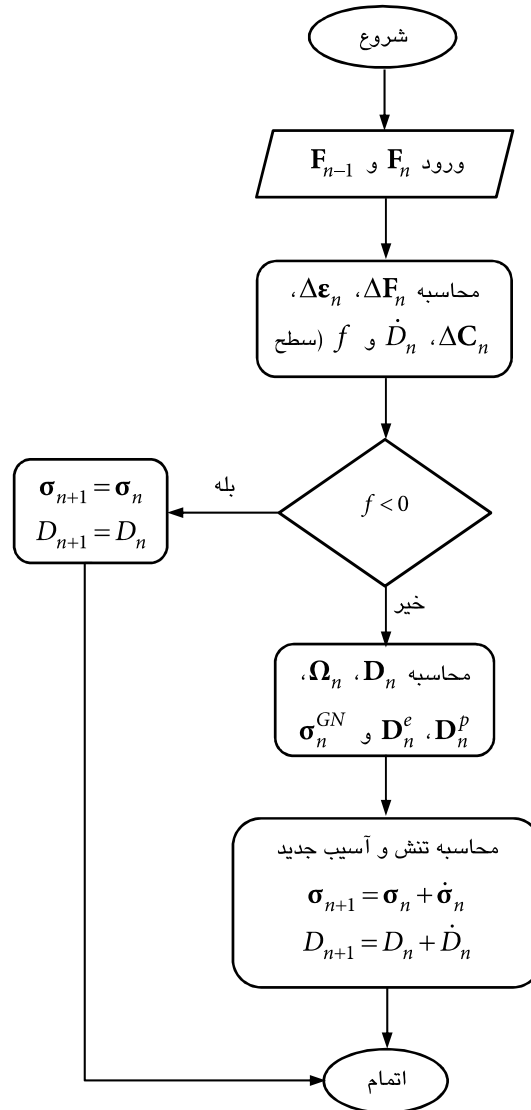 شروع
ورود F_n و F_{n−1}
محاسبه ΔF_n ، Δε_n ،
ΔC_n ، Ḋ_n و f (سطح
f < 0
بله
σ_{n+1} = σ_n
D_{n+1} = D_n
خیر
محاسبه D_n ، Ω_n ،
D_n^p ، D_n^e و σ_n^{GN}
محاسبه تنش و آسیب جدید
σ_{n+1} = σ_n + σ̇_n
D_{n+1} = D_n + Ḋ_n
اتمام